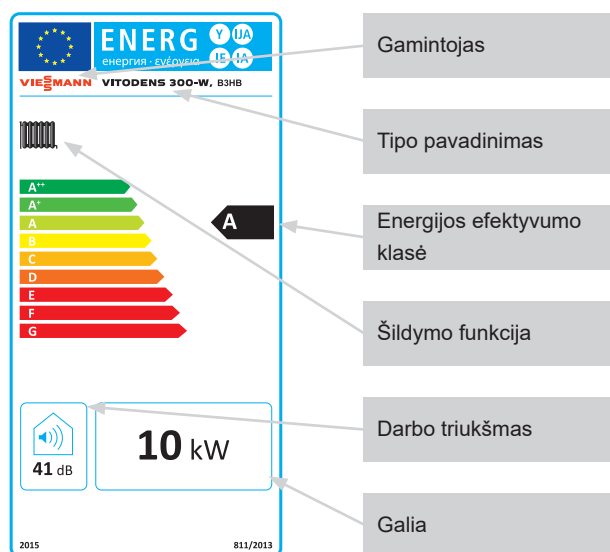 ENERG Y IJA
енергия · ενέργεια IE IA
VIESSMANN VITODENS 300-W, B3HB
Gamintojas
Tipo pavadinimas
A++
A+
A
B
C
D
E
F
G
A
Energijos efektyvumo
klasė
Šildymo funkcija
41 dB
10 kW
Darbo triukšmas
Galia
2015
811/2013